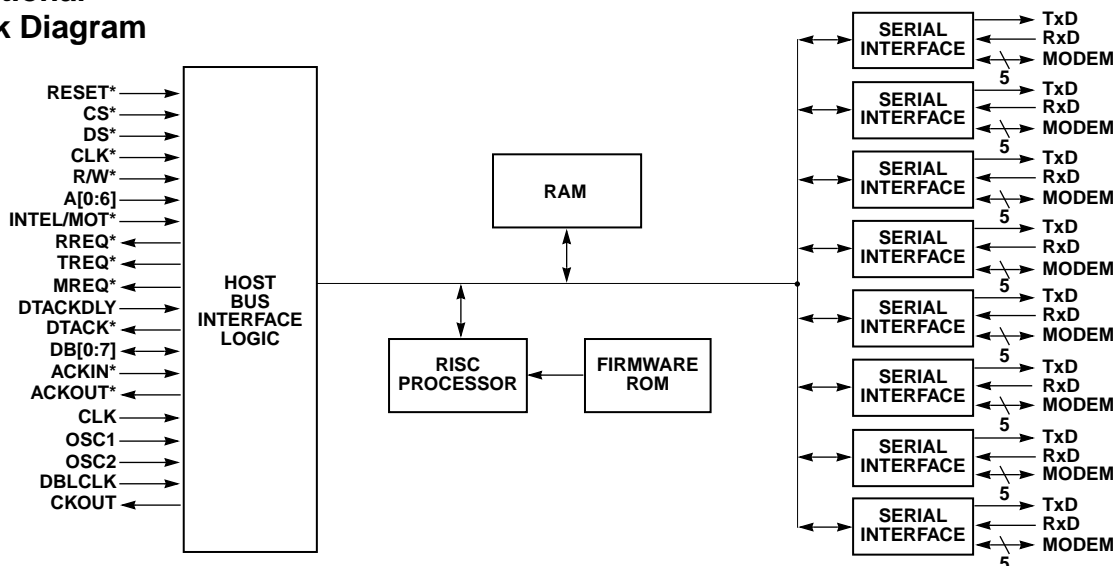 k Diagram
RESET*
CS*
DS*
CLK*
R/W*
A[0:6]
INTEL/MOT*
RREQ*
TREQ*
MREQ*
DTACKDLY
DTACK*
DB[0:7]
ACKIN*
ACKOUT*
CLK
OSC1
OSC2
DBLCLK
CKOUT
HOST
BUS
INTERFACE
LOGIC
RAM
RISC
PROCESSOR
FIRMWARE
ROM
SERIAL
INTERFACE
TxD
RxD
MODEM
5
SERIAL
INTERFACE
TxD
RxD
MODEM
5
SERIAL
INTERFACE
TxD
RxD
MODEM
5
SERIAL
INTERFACE
TxD
RxD
MODEM
5
SERIAL
INTERFACE
TxD
RxD
MODEM
5
SERIAL
INTERFACE
TxD
RxD
MODEM
5
SERIAL
INTERFACE
TxD
RxD
MODEM
5
SERIAL
INTERFACE
TxD
RxD
MODEM
5